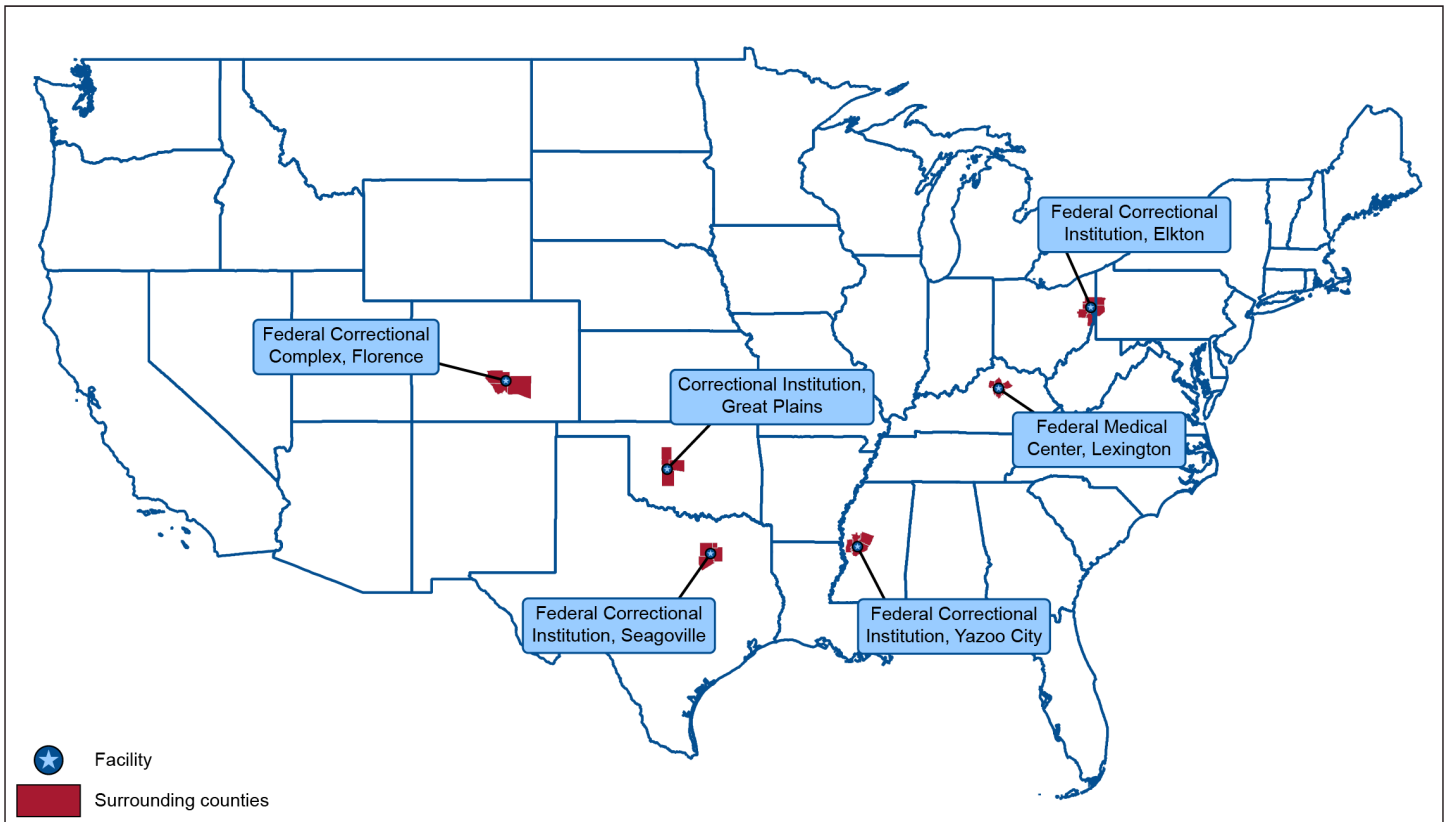 Federal Correctional
Institution, Elkton
Federal Correctional
Complex, Florence
Correctional Institution,
Great Plains
Federal Medical
Center, Lexington
Federal Correctional
Institution, Seagoville
Federal Correctional
Institution, Yazoo City
Facility
Surrounding counties